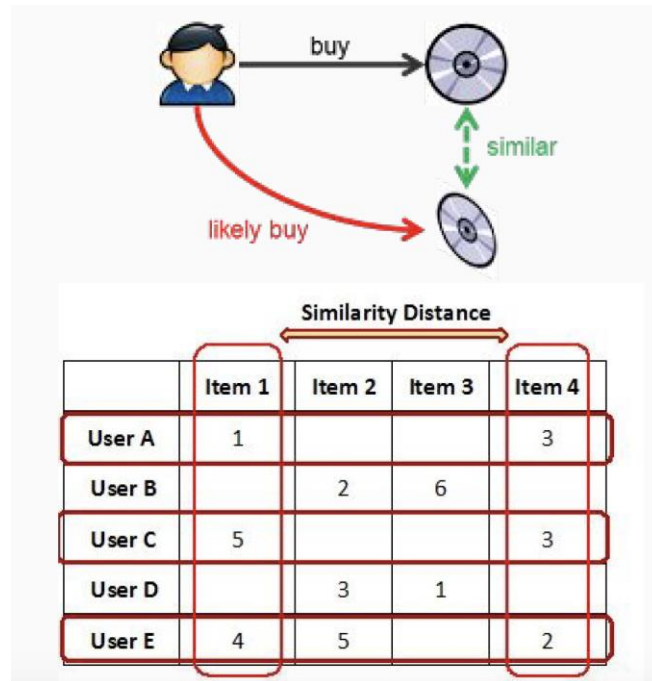 buy
similar
likely buy
Similarity Distance
Item 1 Item 2 Item 3 Item 4
User A 1 3
User B 2 6
User C 5 3
User D 3 1
User E 4 5 2